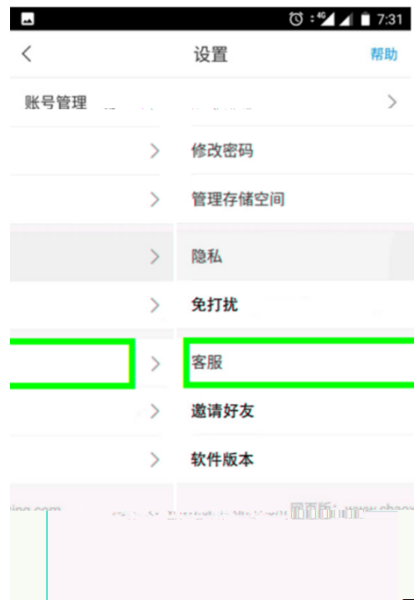 4G 7:31
设置 帮助
账号管理
修改密码
管理存储空间
隐私
免打扰
客服
邀请好友
软件版本